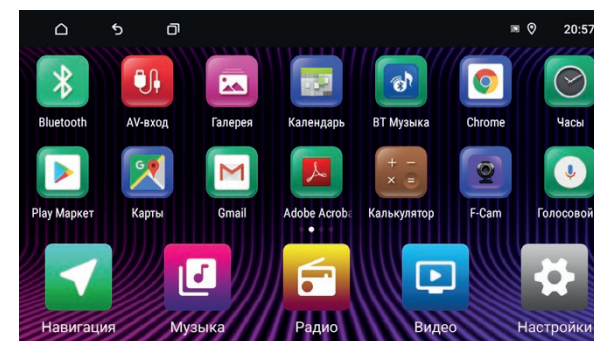 20:57
Bluetooth AV-вход Галерея Календарь BT Музыка Chrome Часы
Play Маркет Карты Gmail Adobe Acroba Калькулятор F-Cam Голосовой
Навигация Музыка Радио Видео Настройки